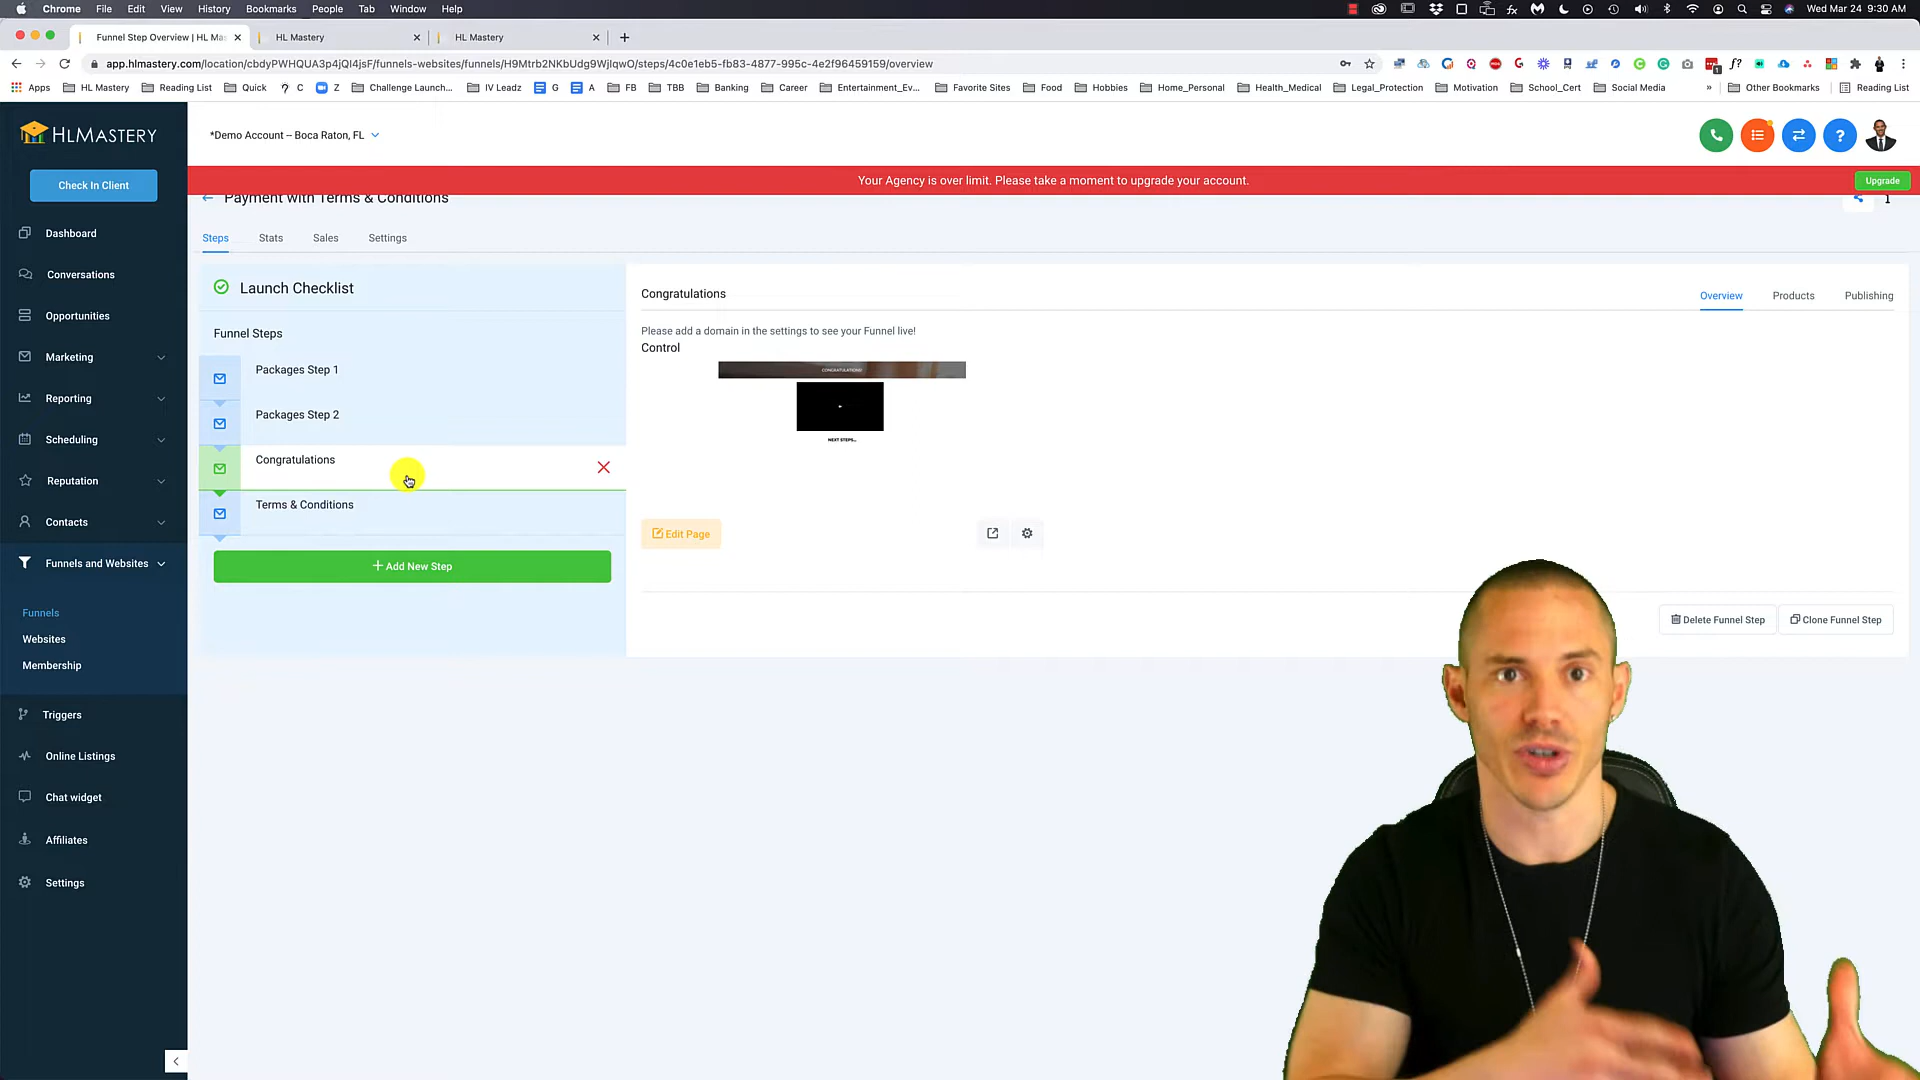 Chrome File Edit View History Bookmarks People Tab Window Help
Wed Mar 24 9:30 AM
Funnel Step Overview | HL Mas
HL Mastery
HL Mastery
app.hlmastery.com/location/cbdyPWHQUA3p4jQI4jsF/funnels-websites/funnels/H9Mtrb2NKbUdg9WjIqwO/steps/4c0e1eb5-fb83-4877-995c-4e2f96459159/overview
Apps HL Mastery Reading List Quick C Z Challenge Launch... IV Leadz G A FB TBB Banking Career Entertainment_Ev... Favorite Sites Food Hobbies Home_Personal Health_Medical Legal_Protection Motivation School_Cert Social Media » Other Bookmarks Reading List
HLMASTERY
*Demo Account -- Boca Raton, FL
Check In Client
Your Agency is over limit. Please take a moment to upgrade your account.
Upgrade
Payment with Terms & Conditions
Steps Stats Sales Settings
Dashboard
Conversations
Opportunities
Marketing
Reporting
Scheduling
Reputation
Contacts
Funnels and Websites
Funnels
Websites
Membership
Triggers
Online Listings
Chat widget
Affiliates
Settings
Launch Checklist
Funnel Steps
Packages Step 1
Packages Step 2
Congratulations
Terms & Conditions
+ Add New Step
Congratulations
Overview Products Publishing
Please add a domain in the settings to see your Funnel live!
Control
CONGRATULATIONS!
NEXT STEPS...
Edit Page
Delete Funnel Step
Clone Funnel Step